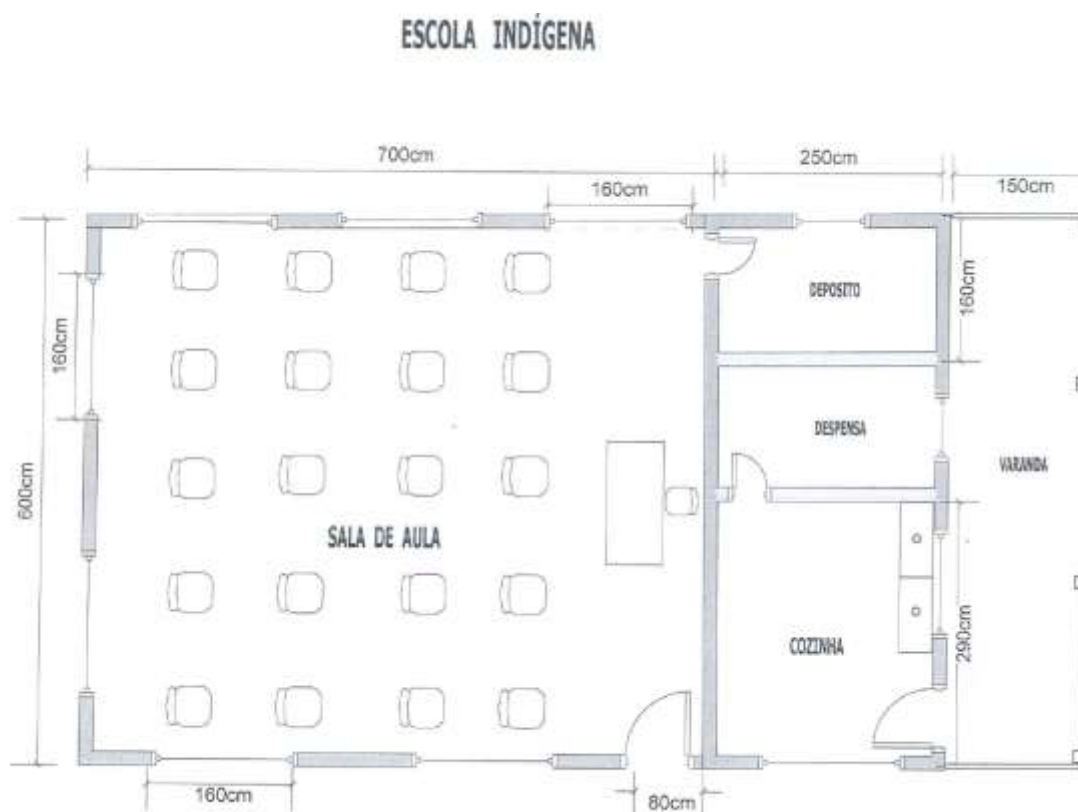 ESCOLA INDÍGENA
700cm
250cm
150cm
160cm
DEPOSITO
160cm
160cm
DESPENSA
VARANDA
600cm
SALA DE AULA
COZINHA
290cm
160cm
80cm